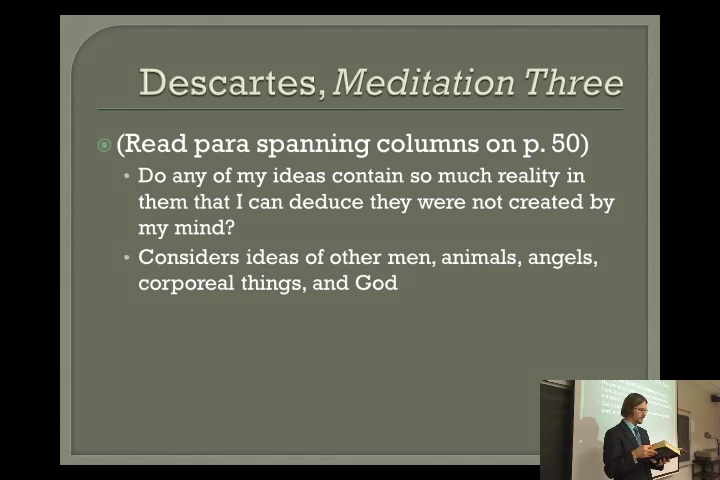 Descartes, Meditation Three
(Read para spanning columns on p. 50)
Do any of my ideas contain so much reality in
them that I can deduce they were not created by
my mind?
Considers ideas of other men, animals, angels,
corporeal things, and God